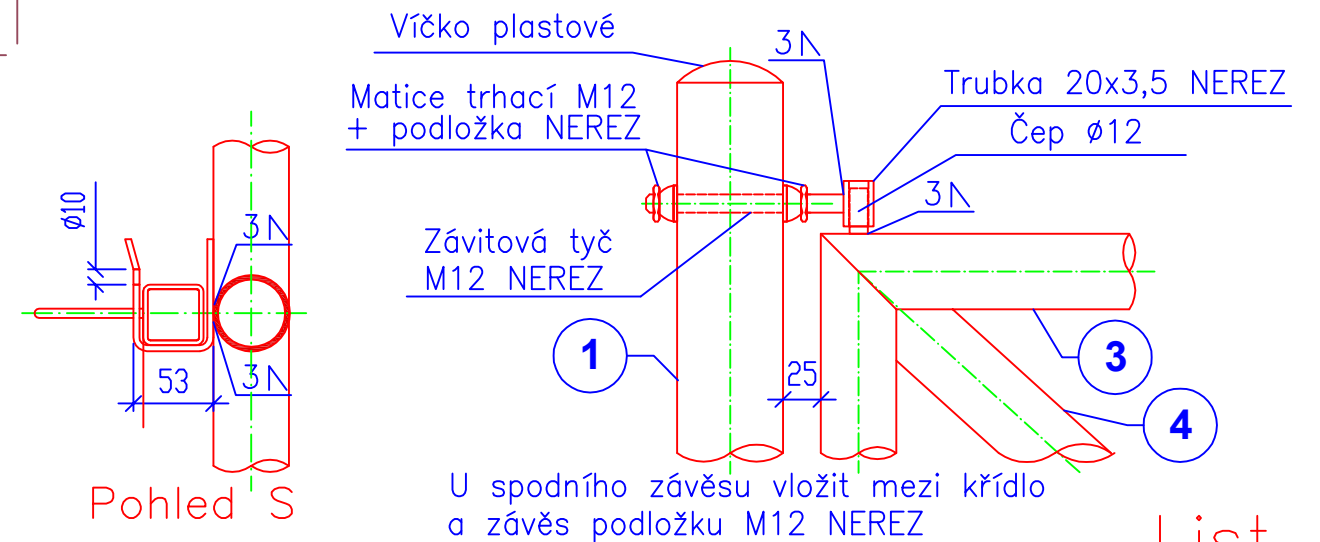 Víčko plastové
3
Matice trhací M12
+ podložka NEREZ
Trubka 20x3,5 NEREZ
Čep ø12
3
ø10
3
Závitová tyč
M12 NEREZ
1
3
25
53
3
4
Pohled S
U spodního závěsu vložit mezi křídlo
a závěs podložku M12 NEREZ
List